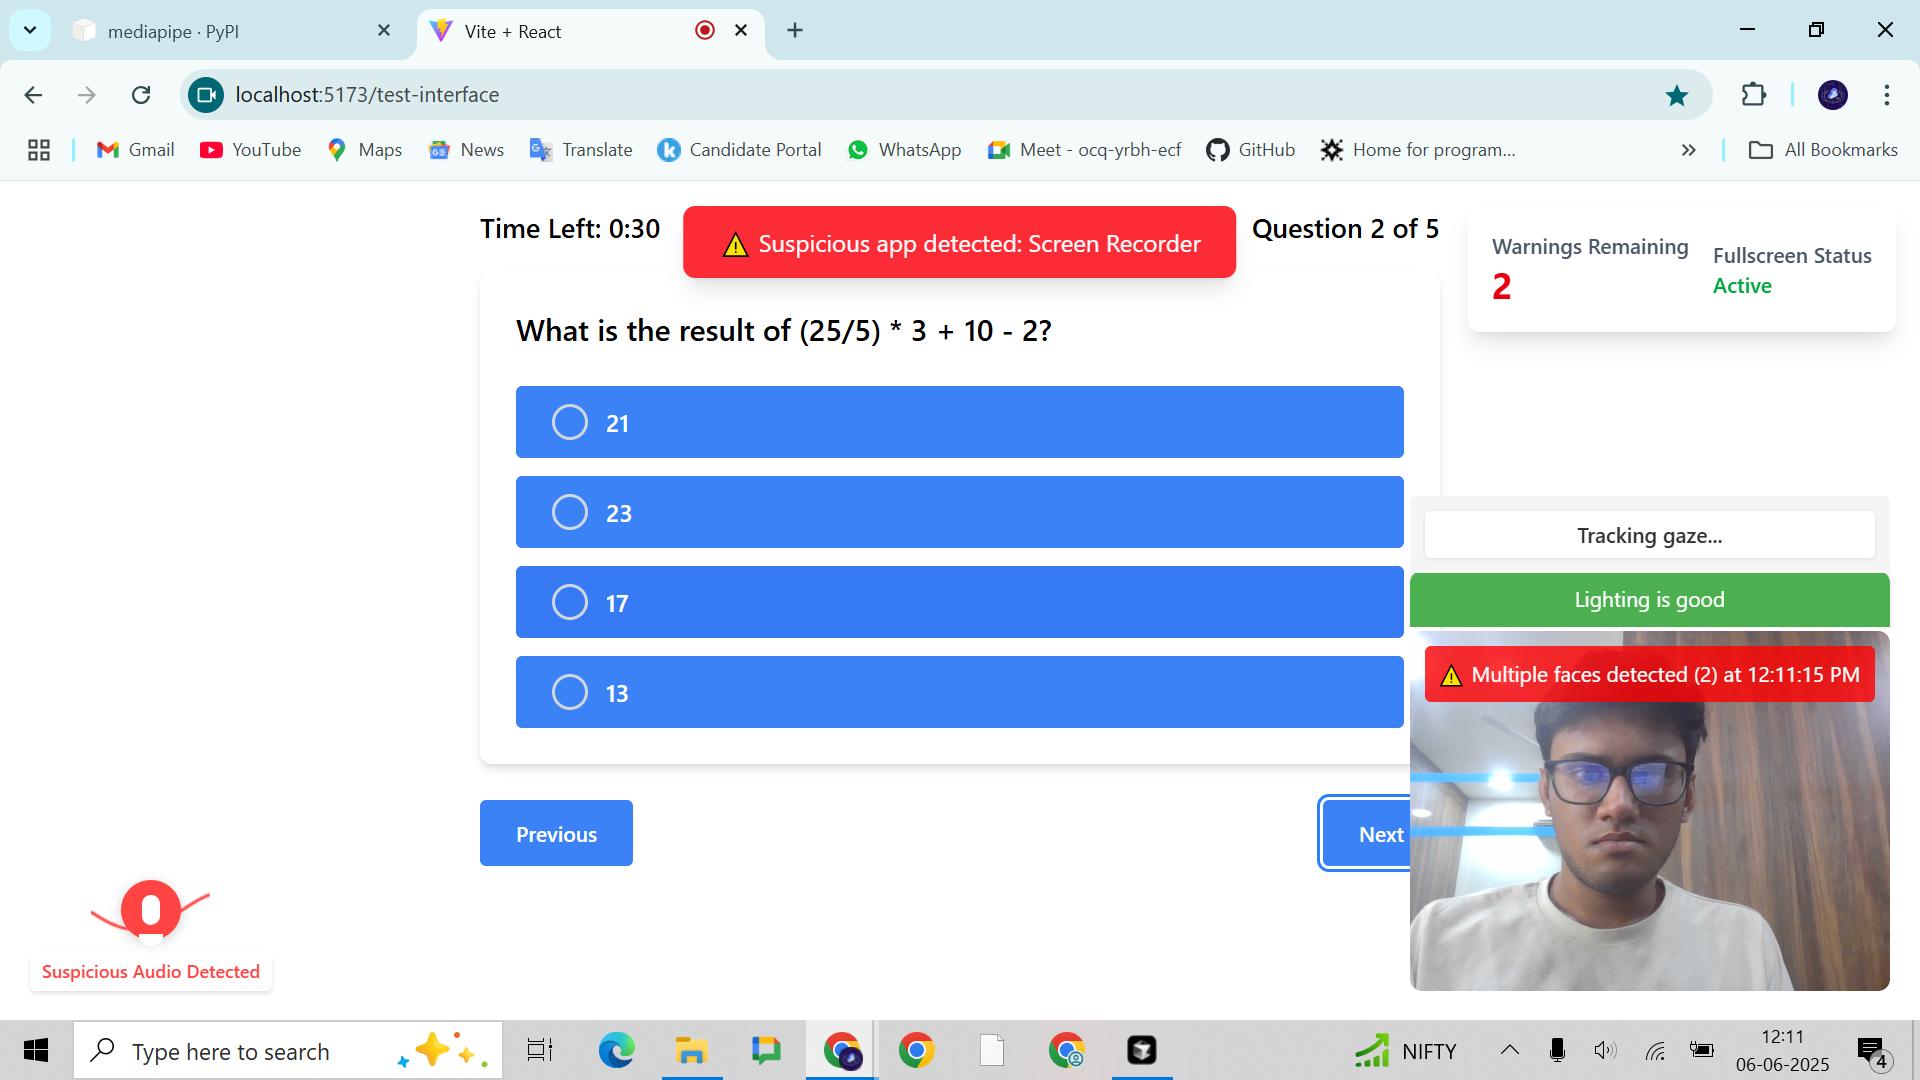 mediapipe · PyPI
Vite + React
localhost:5173/test-interface
Gmail
YouTube
Maps
News
Translate
Candidate Portal
WhatsApp
Meet - ocq-yrbh-ecf
GitHub
Home for program...
All Bookmarks
Time Left: 0:30
Suspicious app detected: Screen Recorder
Question 2 of 5
Warnings Remaining
2
Fullscreen Status
Active
What is the result of (25/5) * 3 + 10 - 2?
21
23
17
13
Tracking gaze...
Lighting is good
Multiple faces detected (2) at 12:11:15 PM
Previous
Next
Suspicious Audio Detected
Type here to search
NIFTY
12:11
06-06-2025
4